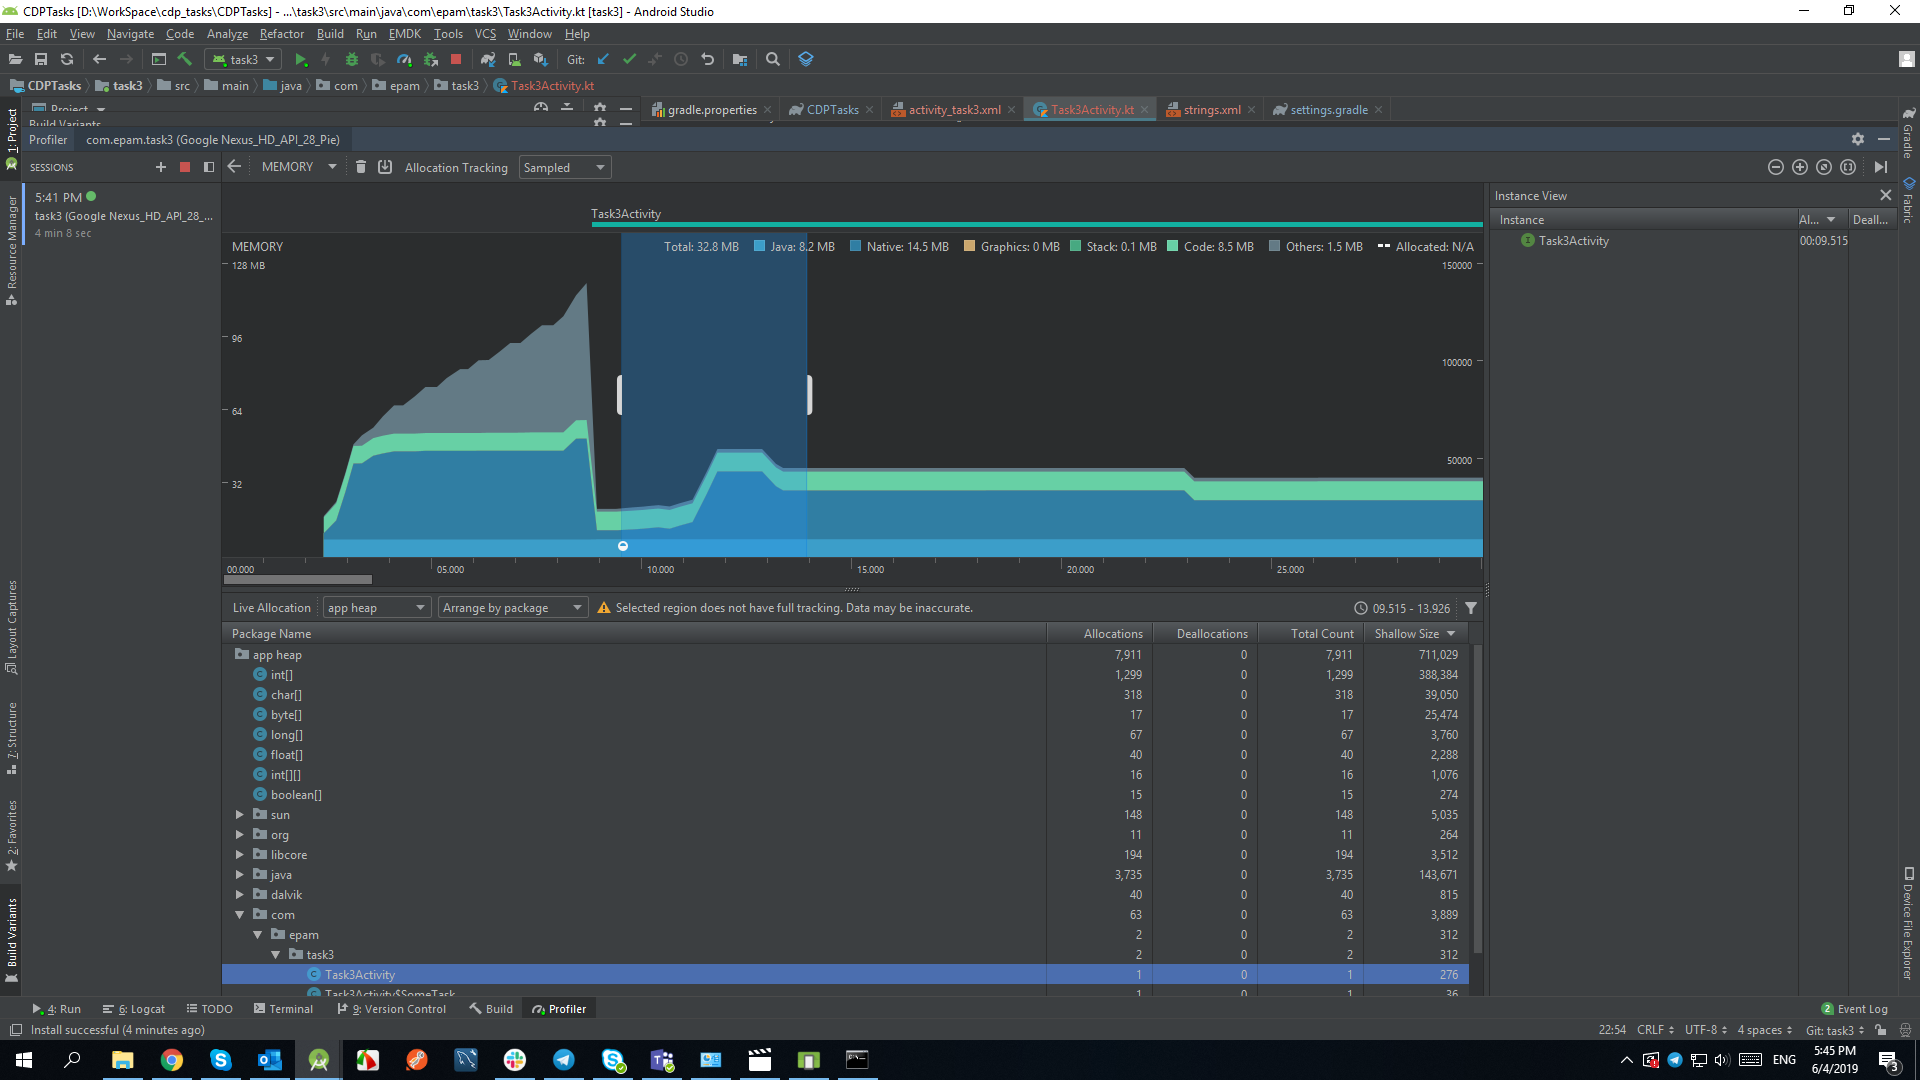 CDPTasks [D:\WorkSpace\cdp_tasks\CDPTasks] - ...\task3\src\main\java\com\epam\task3\Task3Activity.kt [task3] - Android Studio
File Edit View Navigate Code Analyze Refactor Build Run EMDK Tools VCS Window Help
task3 Git:
CDPTasks task3 src main java com epam task3 Task3Activity.kt
Project gradle.properties CDPTasks activity_task3.xml Task3Activity.kt strings.xml settings.gradle
Build Variants
Profiler com.epam.task3 (Google Nexus_HD_API_28_Pie)
SESSIONS MEMORY Allocation Tracking Sampled
5:41 PM
task3 (Google Nexus_HD_API_28_...
4 min 8 sec
Task3Activity
MEMORY Total: 32.8 MB Java: 8.2 MB Native: 14.5 MB Graphics: 0 MB Stack: 0.1 MB Code: 8.5 MB Others: 1.5 MB Allocated: N/A
128 MB 150000
96
100000
64
50000
32
00.000 05.000 10.000 15.000 20.000 25.000
Instance View
Instance Al... Deall...
Task3Activity 00:09.515
Live Allocation app heap Arrange by package Selected region does not have full tracking. Data may be inaccurate. 09.515 - 13.926
Package Name Allocations Deallocations Total Count Shallow Size
app heap 7,911 0 7,911 711,029
int[] 1,299 0 1,299 388,384
char[] 318 0 318 39,050
byte[] 17 0 17 25,474
long[] 67 0 67 3,760
float[] 40 0 40 2,288
int[][] 16 0 16 1,076
boolean[] 15 0 15 274
sun 148 0 148 5,035
org 11 0 11 264
libcore 194 0 194 3,512
java 3,735 0 3,735 143,671
dalvik 40 0 40 815
com 63 0 63 3,889
epam 2 0 2 312
task3 2 0 2 312
Task3Activity 1 0 1 276
Task3Activity$SomeTask 1 0 1 36
1: Project
Resource Manager
Layout Captures
7: Structure
2: Favorites
Build Variants
Gradle
Fabric
Device File Explorer
4: Run 6: Logcat TODO Terminal 9: Version Control Build Profiler 2 Event Log
Install successful (4 minutes ago) 22:54 CRLF UTF-8 4 spaces Git: task3
ENG 5:45 PM
6/4/2019 3